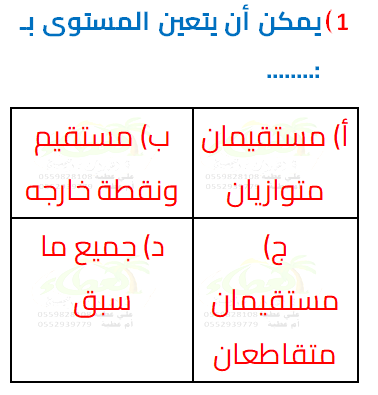 1) يمكن أن يتعين المستوى بـ
........:
أ) مستقيمان
متوازيان
ب) مستقيم
ونقطة خارجه
ج)
مستقيمان
متقاطعان
د) جميع ما
سبق